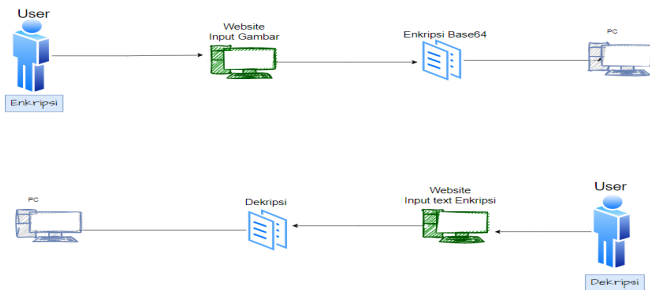 User
Website
Input Gambar
Enkripsi Base64
PC
Enkripsi
PC
Dekripsi
Website
Input text Enkripsi
User
Dekripsi